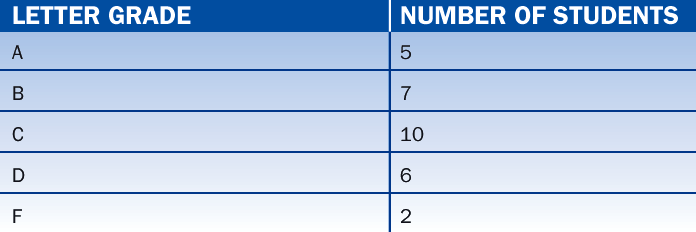 LETTER GRADE NUMBER OF STUDENTS
A 5
B 7
C 10
D 6
F 2